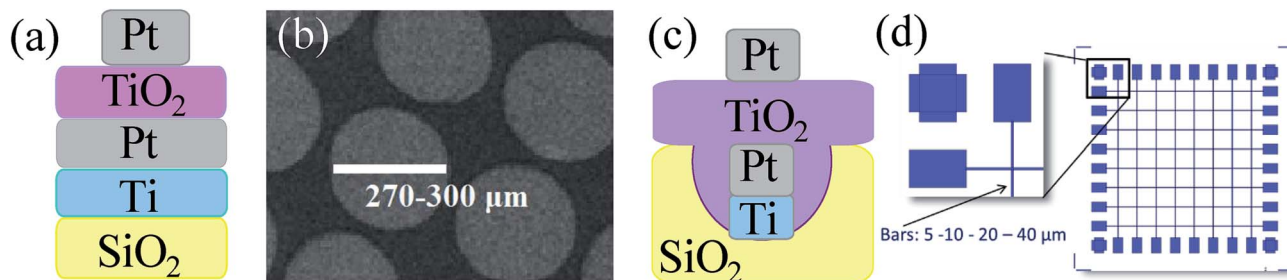 (a)
Pt
TiO₂
Pt
Ti
SiO₂
(b)
270-300 μm
(c)
Pt
TiO₂
Pt
Ti
SiO₂
(d)
Bars: 5 -10 - 20 – 40 μm